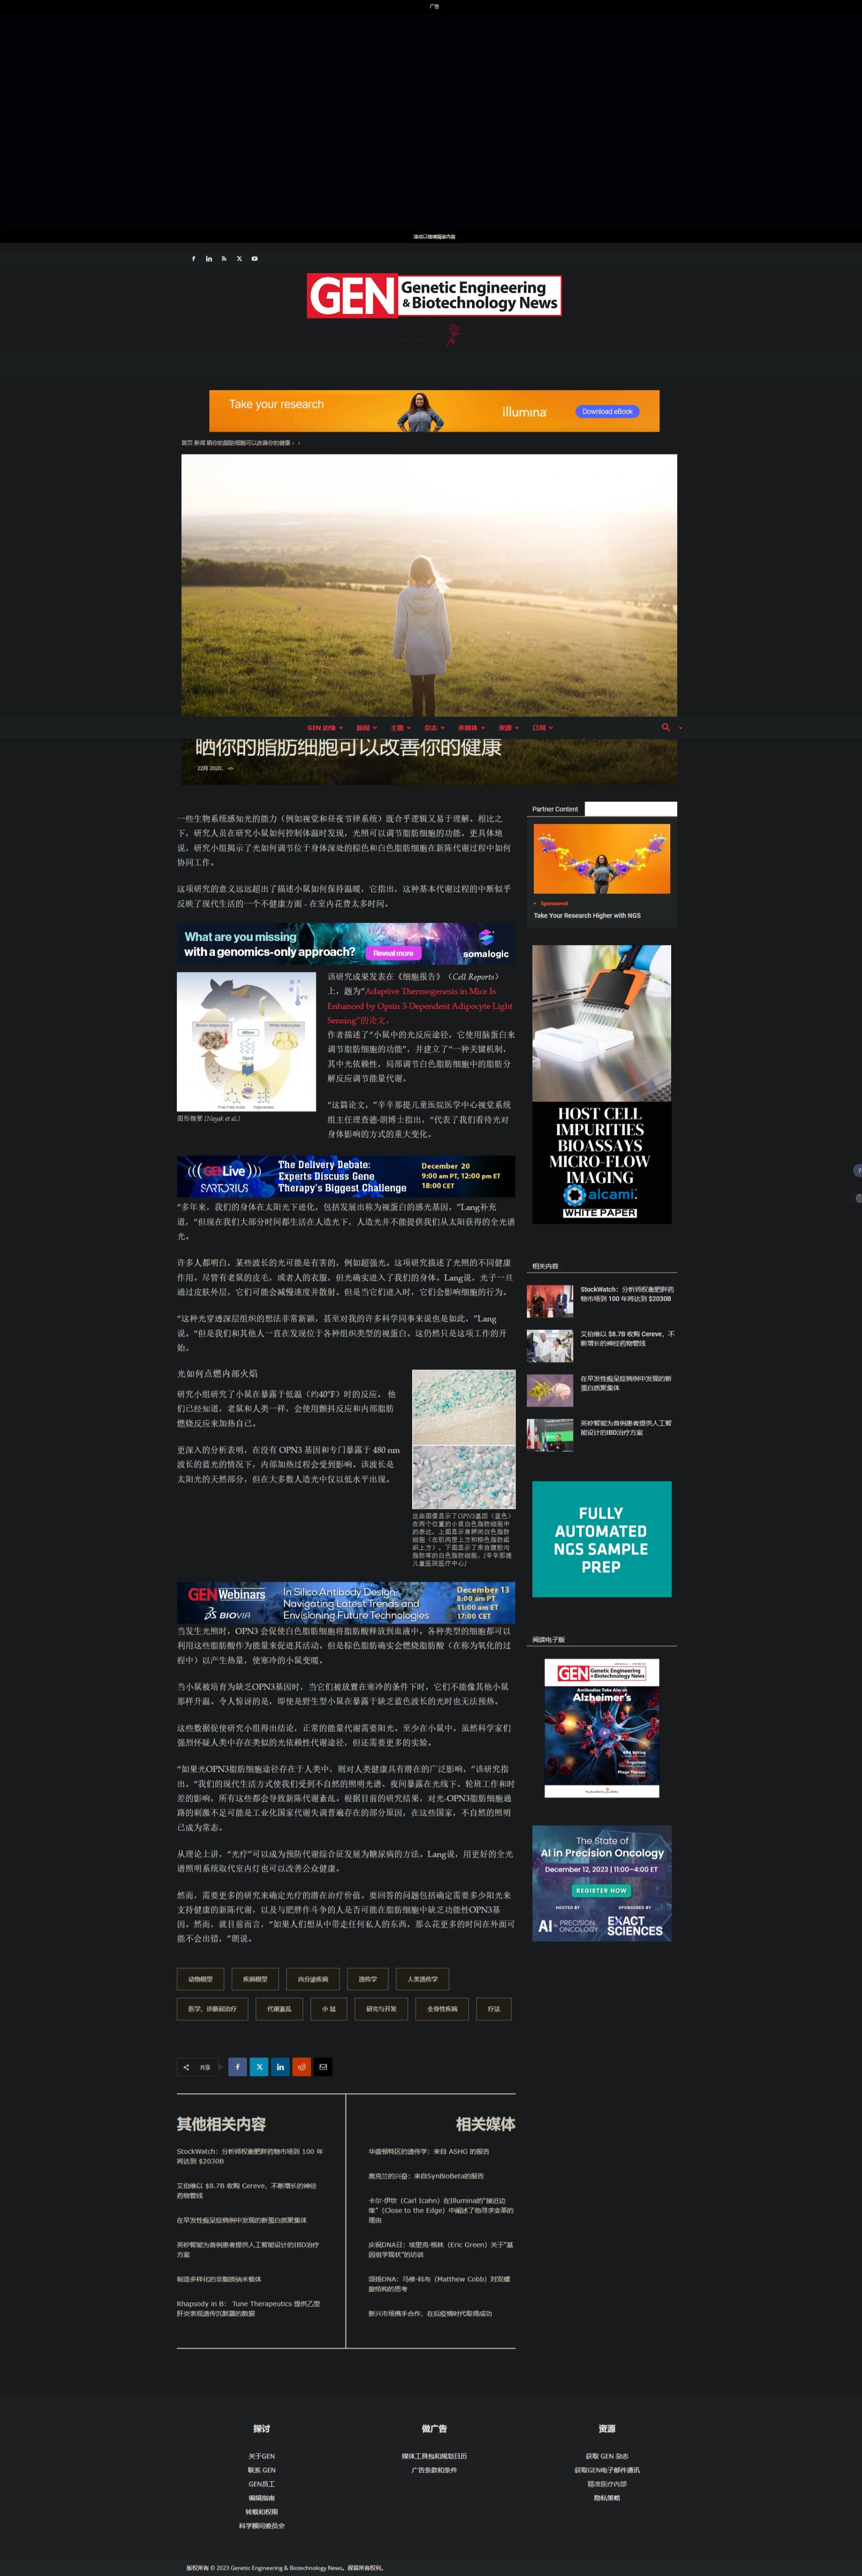 广告
滚动以继续阅读内容
GEN Genetic Engineering
& Biotechnology News
Take your research
illumina
Download eBook
首页 新闻 晒你的脂肪细胞可以改善你的健康
GEN 边缘
新闻
主题
杂志
多媒体
资源
订阅
晒你的脂肪细胞可以改善你的健康
22月 2020,
一些生物系统感知光的能力（例如视觉和昼夜节律系统）既合乎逻辑又易于理解。相比之
下，研究人员在研究小鼠如何控制体温时发现，光照可以调节脂肪细胞的功能。更具体地
说，研究小组揭示了光如何调节位于身体深处的棕色和白色脂肪细胞在新陈代谢过程中如何
协同工作。
这项研究的意义远远超出了描述小鼠如何保持温暖，它指出，这种基本代谢过程的中断似乎
反映了现代生活的一个不健康方面 - 在室内花费太多时间。
What are you missing
with a genomics-only approach?
Reveal more
somalogic
4°C
Brown Adipocytes
White Adipocytes
480nm
Opn3
Free Fatty Acids
Triglycerides
图形摘要 [Nayak et al.]
该研究成果发表在《细胞报告》（Cell Reports）
上，题为“Adaptive Thermogenesis in Mice Is
Enhanced by Opsin 3-Dependent Adipocyte Light
Sensing”的论文。
作者描述了“小鼠中的光反应途径，它使用脑蛋白来
调节脂肪细胞的功能”，并建立了“一种关键机制，
其中光依赖性，局部调节白色脂肪细胞中的脂肪分
解反应调节能量代谢。
“这篇论文，”辛辛那提儿童医院医学中心视觉系统
组主任理查德·朗博士指出，“代表了我们看待光对
身体影响的方式的重大变化。
GENLive
SARTORIUS
The Delivery Debate:
Experts Discuss Gene
Therapy's Biggest Challenge
December 20
9:00 am PT, 12:00 pm ET
18:00 CET
“多年来，我们的身体在太阳光下进化，包括发展出称为视蛋白的感光基因，”Lang补充
道，“但现在我们大部分时间都生活在人造光下，人造光并不能提供我们从太阳获得的全光谱
光。
许多人都明白，某些波长的光可能是有害的，例如超强光。这项研究描述了光照的不同健康
作用。尽管有老鼠的皮毛，或者人的衣服，但光确实进入了我们的身体。Lang说，光子一旦
通过皮肤外层，它们可能会减慢速度并散射。但是当它们进入时，它们会影响细胞的行为。
“这种光穿透深层组织的想法非常新颖，甚至对我的许多科学同事来说也是如此，”Lang
说，“但是我们和其他人一直在发现位于各种组织类型的视蛋白。这仍然只是这项工作的开
始。
光如何点燃内部火焰
研究小组研究了小鼠在暴露于低温（约40°F）时的反应。 他
们已经知道，老鼠和人类一样，会使用颤抖反应和内部脂肪
燃烧反应来加热自己。
更深入的分析表明，在没有 OPN3 基因和专门暴露于 480 nm
波长的蓝光的情况下，内部加热过程会受到影响。该波长是
太阳光的天然部分，但在大多数人造光中仅以低水平出现。
这些图像显示了OPN3基因（蓝色）
在两个位置的小鼠白色脂肪细胞中
的表达。上面显示肩胛间白色脂肪
细胞（在肌肉层上方和棕色脂肪组
织上方）。下面显示了来自腹股沟
脂肪库的白色脂肪细胞。[辛辛那提
儿童医院医疗中心]
GEN Webinars
3DS BIOVIA
In Silico Antibody Design:
Navigating Latest Trends and
Envisioning Future Technologies
December 13
8:00 am PT
11:00 am ET
17:00 CET
当发生光照时，OPN3 会促使白色脂肪细胞将脂肪酸释放到血液中。各种类型的细胞都可以
利用这些脂肪酸作为能量来促进其活动。但是棕色脂肪确实会燃烧脂肪酸（在称为氧化的过
程中）以产生热量，使寒冷的小鼠变暖。
当小鼠被培育为缺乏OPN3基因时，当它们被放置在寒冷的条件下时，它们不能像其他小鼠
那样升温。令人惊讶的是，即使是野生型小鼠在暴露于缺乏蓝色波长的光时也无法预热。
这些数据促使研究小组得出结论，正常的能量代谢需要阳光。至少在小鼠中。虽然科学家们
强烈怀疑人类中存在类似的光依赖性代谢途径，但还需要更多的实验。
“如果光OPN3脂肪细胞途径存在于人类中，则对人类健康具有潜在的广泛影响，”该研究指
出。“我们的现代生活方式使我们受到不自然的照明光谱、夜间暴露在光线下、轮班工作和时
差的影响，所有这些都会导致新陈代谢紊乱。根据目前的研究结果，对光-OPN3脂肪细胞通
路的刺激不足可能是工业化国家代谢失调普遍存在的部分原因，在这些国家，不自然的照明
已成为常态。
从理论上讲，“光疗”可以成为预防代谢综合征发展为糖尿病的方法。Lang说，用更好的全光
谱照明系统取代室内灯也可以改善公众健康。
然而，需要更多的研究来确定光疗的潜在治疗价值。要回答的问题包括确定需要多少阳光来
支持健康的新陈代谢，以及与肥胖作斗争的人是否可能在脂肪细胞中缺乏功能性OPN3基
因。然而，就目前而言，“如果人们想从中带走任何私人的东西，那么花更多的时间在外面可
能不会出错，”朗说。
动物模型
疾病模型
内分泌疾病
遗传学
人类遗传学
医学、诊断和治疗
代谢紊乱
小 鼠
研究与开发
全身性疾病
疗法
共享
其他相关内容
StockWatch：分析师权衡肥胖药物市场到 100 年
将达到 $2030B
艾伯维以 $8.7B 收购 Cereve，不断增长的神经
药物管线
在早发性痴呆症病例中发现的新蛋白质聚集体
英矽智能为首例患者提供人工智能设计的IBD治疗
方案
制造多样化的非脂质纳米载体
Rhapsody in B： Tune Therapeutics 提供乙型
肝炎表观遗传沉默器的数据
相关媒体
华盛顿特区的遗传学：来自 ASHG 的报告
奥克兰的兴奋：来自SynBioBeta的报告
卡尔·伊坎（Carl Icahn）在Illumina的“接近边
缘”（Close to the Edge）中阐述了他寻求变革的
理由
庆祝DNA日：埃里克·格林（Eric Green）关于“基
因组学现状”的访谈
颂扬DNA：马修·科布（Matthew Cobb）对双螺
旋结构的思考
新兴市场携手合作，在后疫情时代取得成功
Partner Content
Sponsored
Take Your Research Higher with NGS
HOST CELL
IMPURITIES
BIOASSAYS
MICRO-FLOW
IMAGING
alcami
WHITE PAPER
相关内容
StockWatch：分析师权衡肥胖药
物市场到 100 年将达到 $2030B
艾伯维以 $8.7B 收购 Cereve，不
断增长的神经药物管线
在早发性痴呆症病例中发现的新
蛋白质聚集体
英矽智能为首例患者提供人工智
能设计的IBD治疗方案
FULLY
AUTOMATED
NGS SAMPLE
PREP
阅读电子版
GEN Genetic Engineering
& Biotechnology News
Antibodies Take Aim at
Alzheimer's
RNA Editing
Organoids
Phage Therapy
The State of
AI in Precision Oncology
December 12, 2023 | 11:00–4:00 ET
REGISTER NOW
HOSTED BY
SPONSORED BY
AI IN PRECISION
ONCOLOGY
EXACT
SCIENCES
探讨
关于GEN
联系 GEN
GEN员工
编辑指南
转载和权限
科学顾问委员会
做广告
媒体工具包和规划日历
广告条款和条件
资源
获取 GEN 杂志
获取GEN电子邮件通讯
精准医疗内部
隐私策略
版权所有 © 2023 Genetic Engineering & Biotechnology News。保留所有权利。